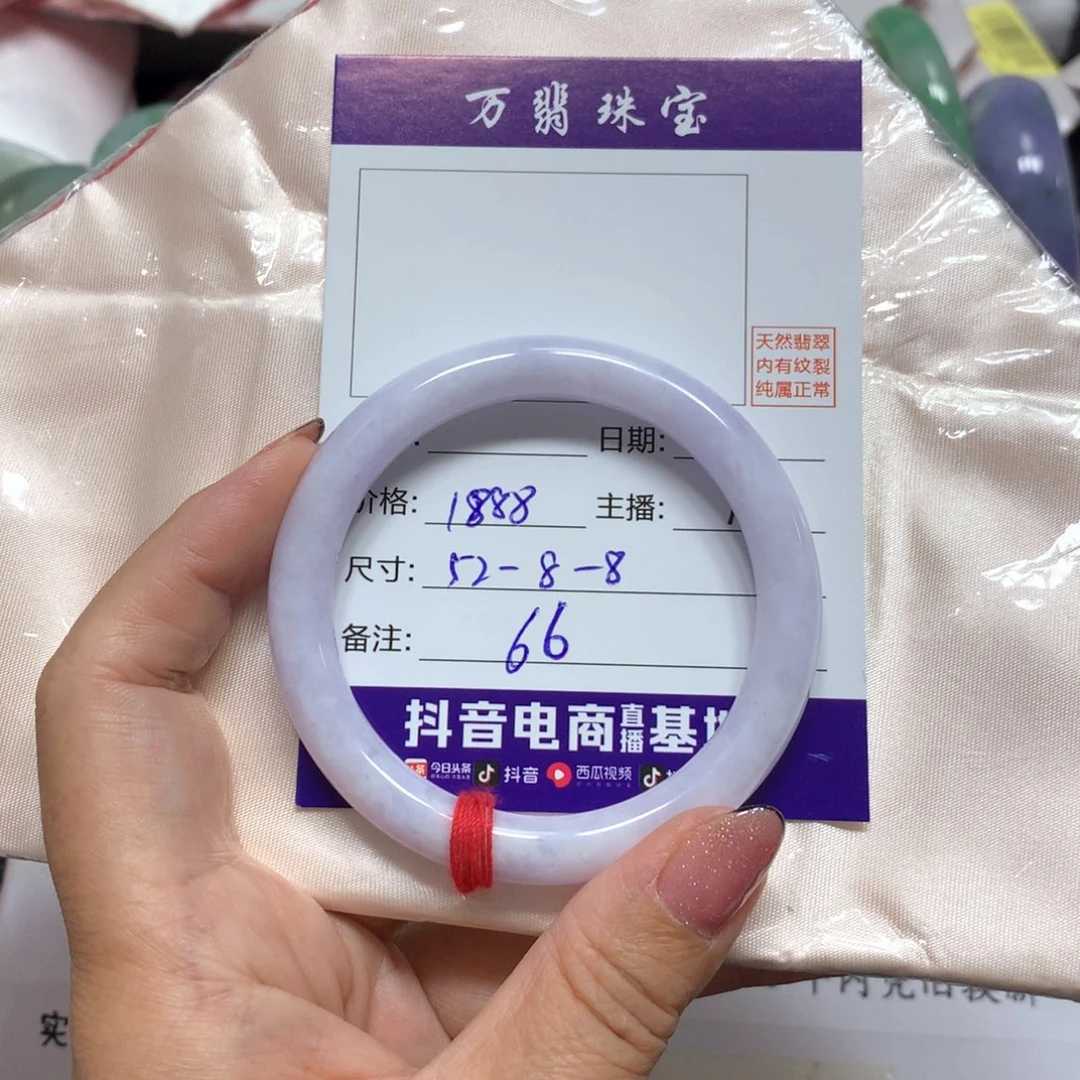 万翡珠宝
天然翡翠
内有纹裂
纯属正常
日期:
价格: 1888 主播:
尺寸: 52-8-8
备注: 66
抖音电商直播基
今日头条 抖音 西瓜视频
实